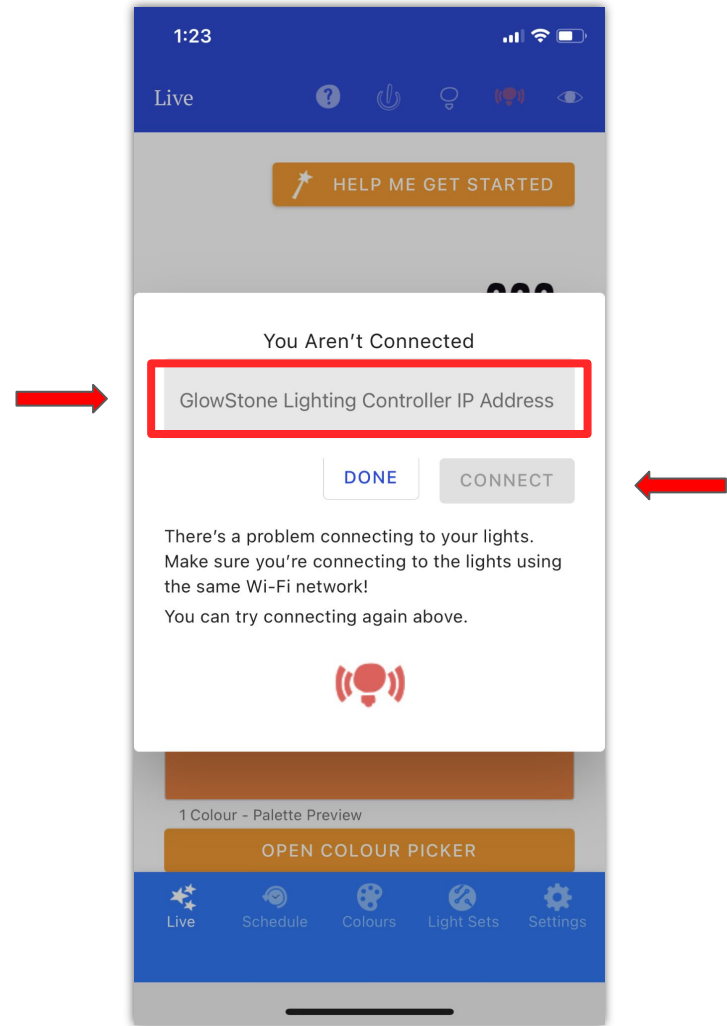 1:23
Live
HELP ME GET STARTED
You Aren't Connected
GlowStone Lighting Controller IP Address
DONE
CONNECT
There's a problem connecting to your lights.
Make sure you're connecting to the lights using
the same Wi-Fi network!
You can try connecting again above.
1 Colour - Palette Preview
OPEN COLOUR PICKER
Live
Schedule
Colours
Light Sets
Settings